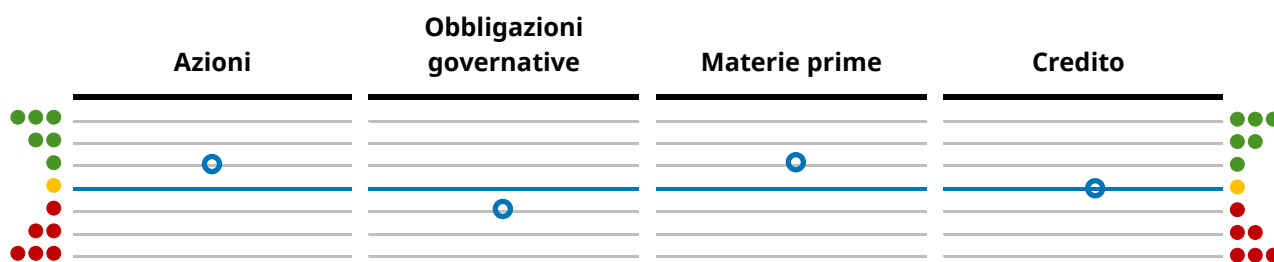 Azioni
Obbligazioni
governative
Materie prime
Credito